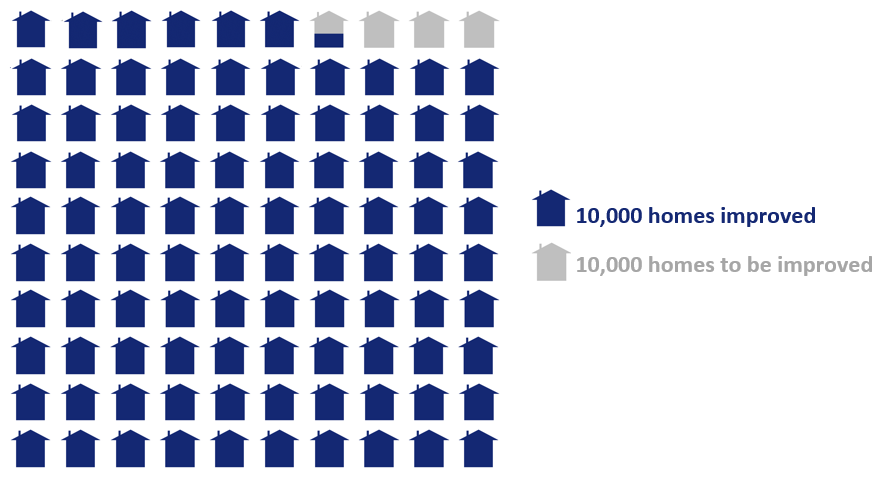 10,000 homes improved
10,000 homes to be improved